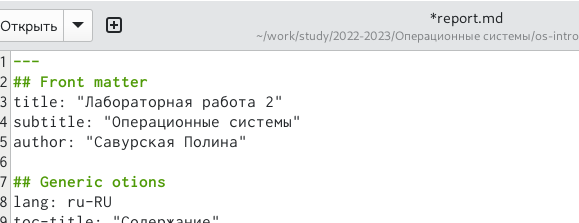 Открыть
*report.md
~/work/study/2022-2023/Операционные системы/os-intro
1 ---
2 ## Front matter
3 title: "Лабораторная работа 2"
4 subtitle: "Операционные системы"
5 author: "Савурская Полина"
6
7 ## Generic otions
8 lang: ru-RU
9 toc-title: "Содержание"